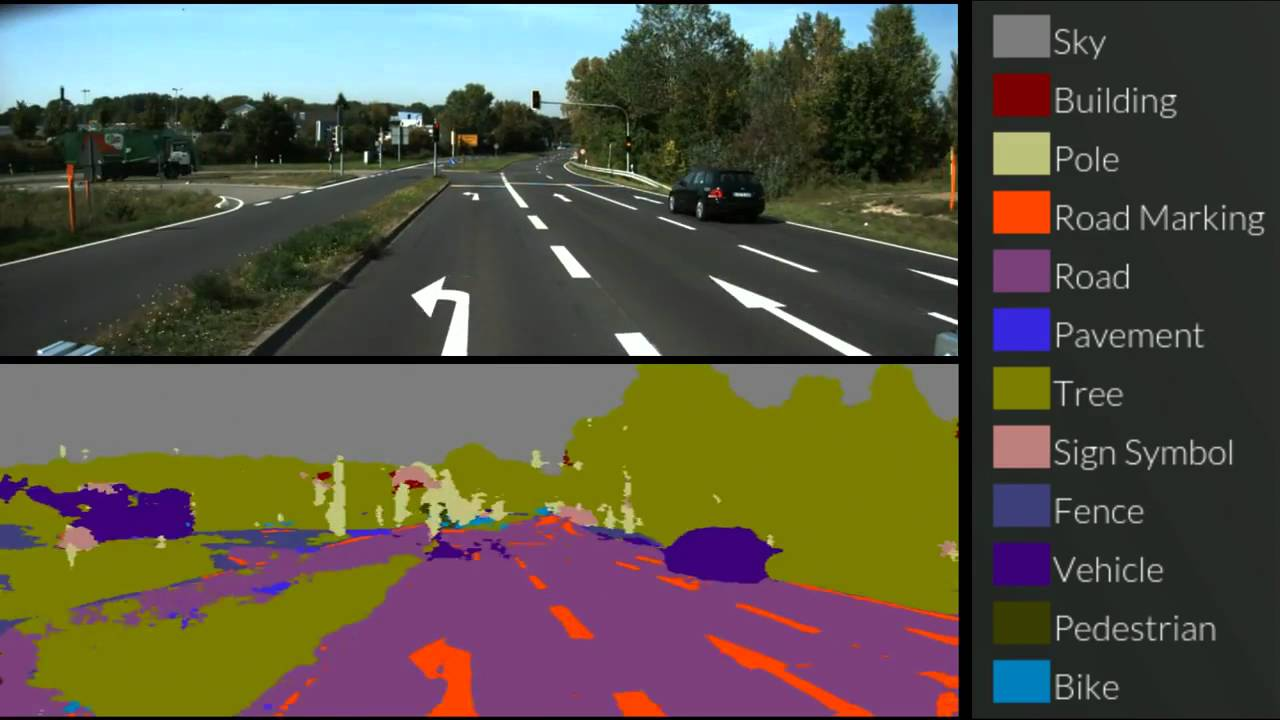 Sky
Building
Pole
Road Marking
Road
Pavement
Tree
Sign Symbol
Fence
Vehicle
Pedestrian
Bike